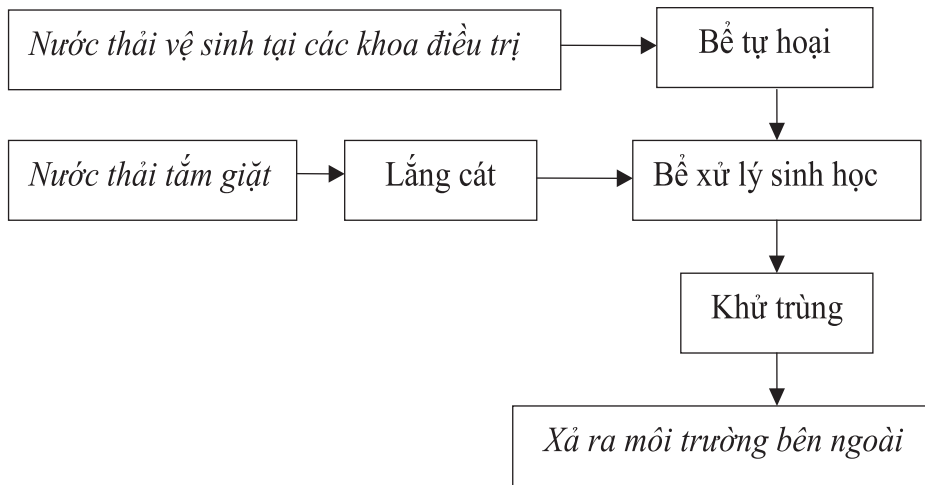 Nước thải vệ sinh tại các khoa điều trị
Bể tự hoại
Nước thải tắm giặt
Lắng cát
Bể xử lý sinh học
Khử trùng
Xả ra môi trường bên ngoài